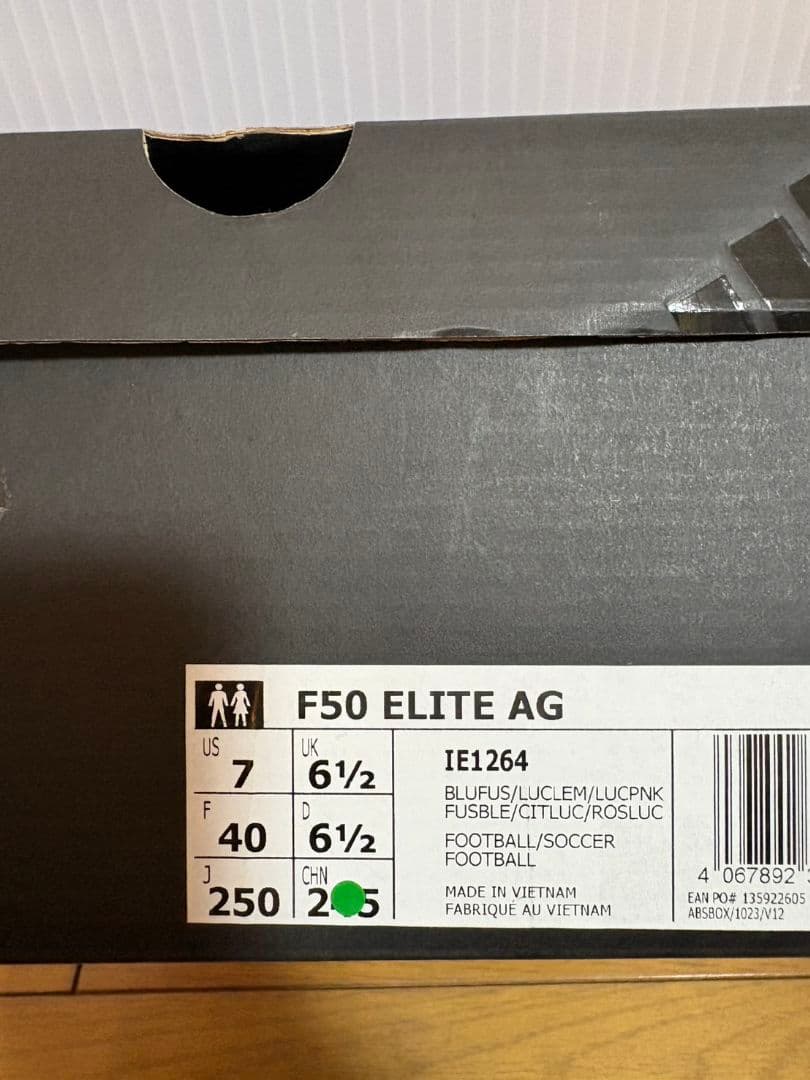 F50 ELITE AG
US 7
UK 6½
F 40
D 6½
J 250
CHN
IE1264
BLUFUS/LUCLEM/LUCPNK
FUSBLE/CITLUC/ROSLUC
FOOTBALL/SOCCER
FOOTBALL
MADE IN VIETNAM
FABRIQUÉ AU VIETNAM
4 067892
EAN PO# 135922605
ABSBOX/1023/V12